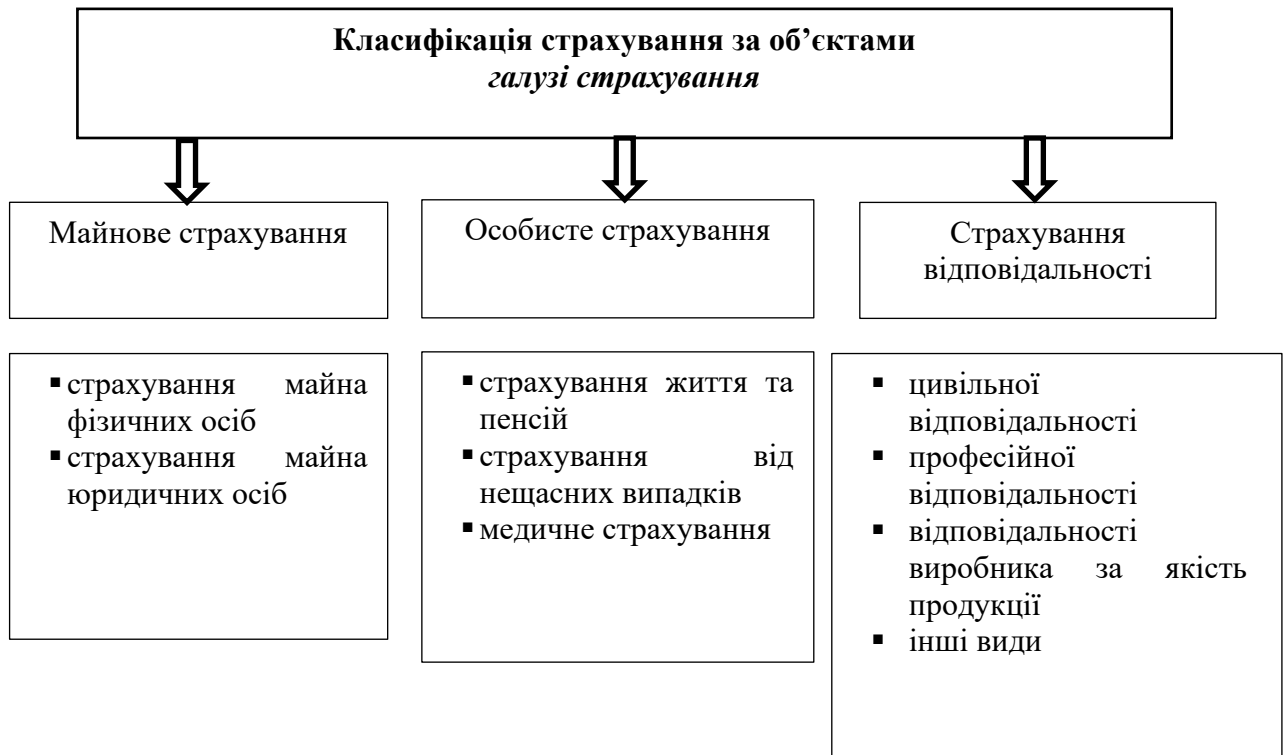 Класифікація страхування за об’єктами
галузі страхування
Майнове страхування
Особисте страхування
Страхування
відповідальності
▪ страхування майна
фізичних осіб
▪ страхування майна
юридичних осіб
▪ страхування життя та
пенсій
▪ страхування від
нещасних випадків
▪ медичне страхування
▪ цивільної
відповідальності
▪ професійної
відповідальності
▪ відповідальності
виробника за якість
продукції
▪ інші види